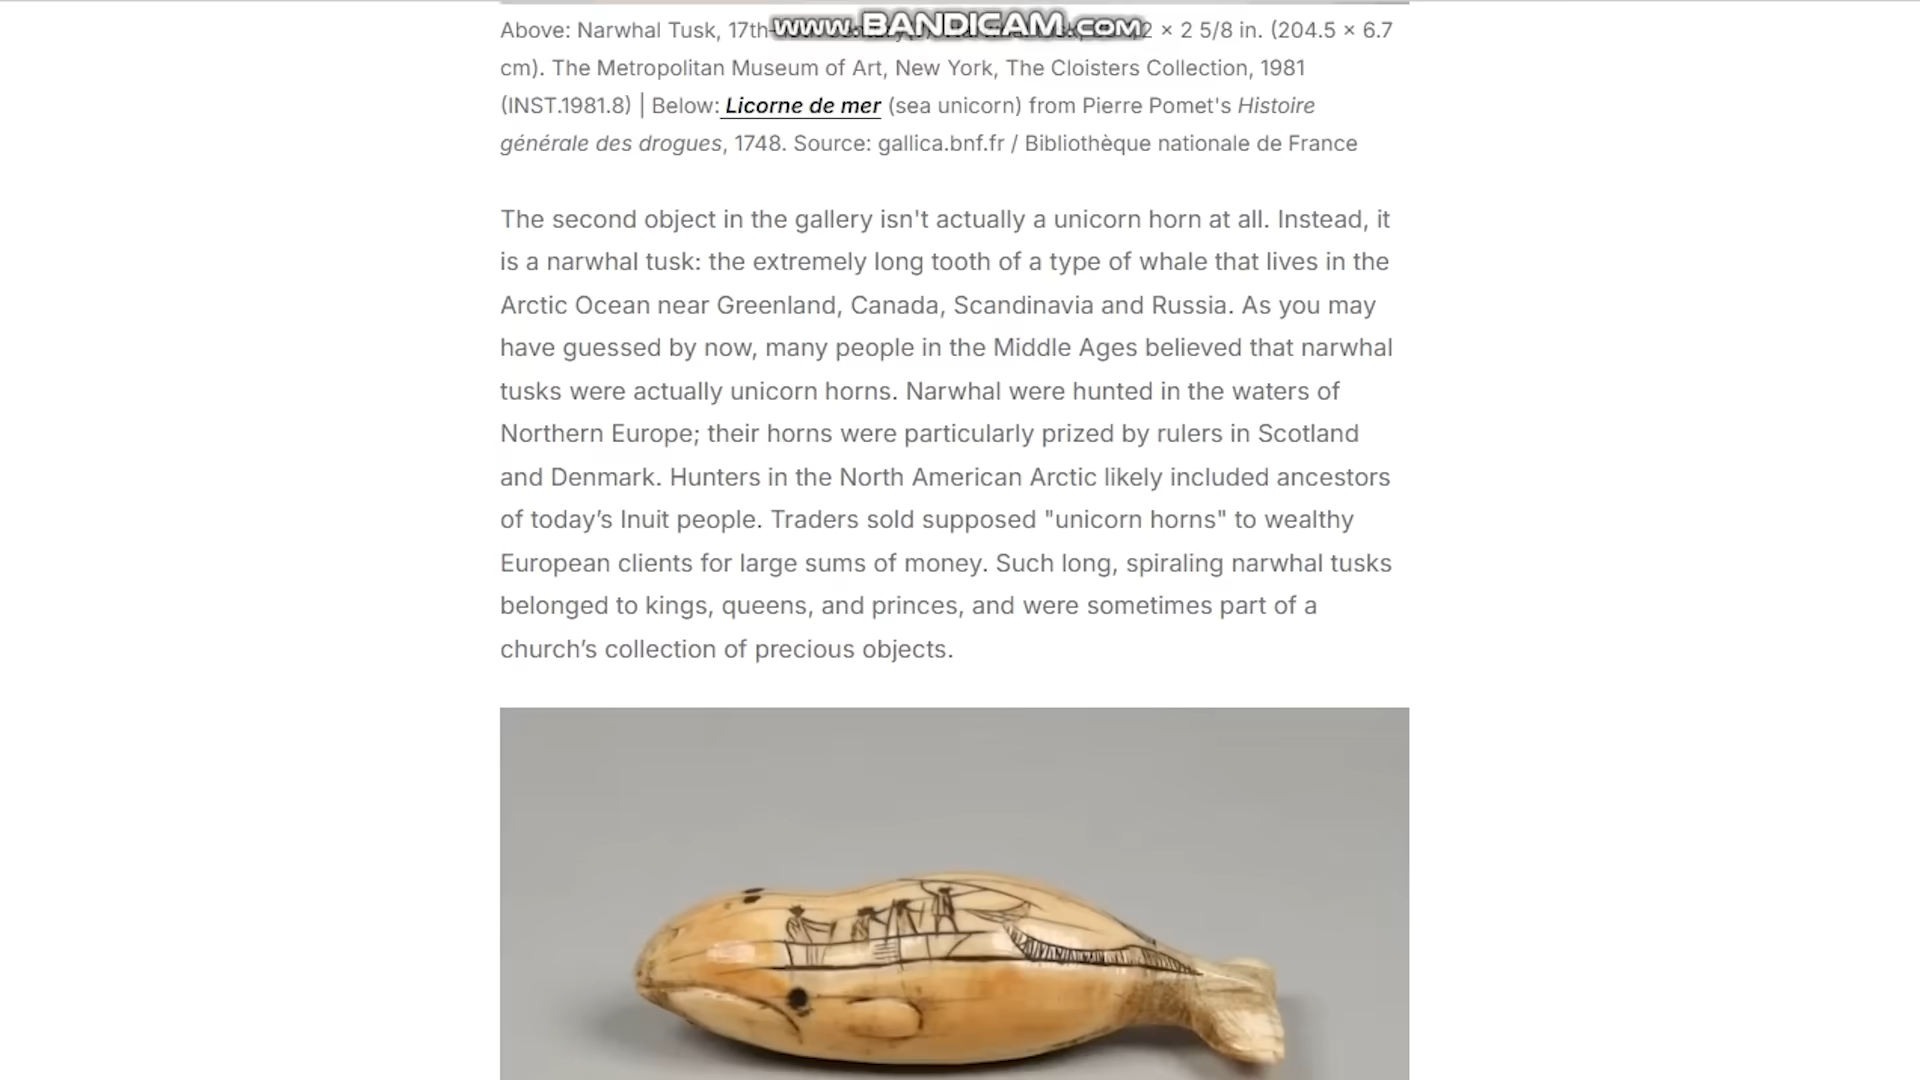 www.BANDICAM.com
Above: Narwhal Tusk, 17th 2 × 2 5/8 in. (204.5 × 6.7
cm). The Metropolitan Museum of Art, New York, The Cloisters Collection, 1981
(INST.1981.8) | Below: Licorne de mer (sea unicorn) from Pierre Pomet's Histoire
générale des drogues, 1748. Source: gallica.bnf.fr / Bibliothèque nationale de France
The second object in the gallery isn't actually a unicorn horn at all. Instead, it
is a narwhal tusk: the extremely long tooth of a type of whale that lives in the
Arctic Ocean near Greenland, Canada, Scandinavia and Russia. As you may
have guessed by now, many people in the Middle Ages believed that narwhal
tusks were actually unicorn horns. Narwhal were hunted in the waters of
Northern Europe; their horns were particularly prized by rulers in Scotland
and Denmark. Hunters in the North American Arctic likely included ancestors
of today’s Inuit people. Traders sold supposed "unicorn horns" to wealthy
European clients for large sums of money. Such long, spiraling narwhal tusks
belonged to kings, queens, and princes, and were sometimes part of a
church’s collection of precious objects.